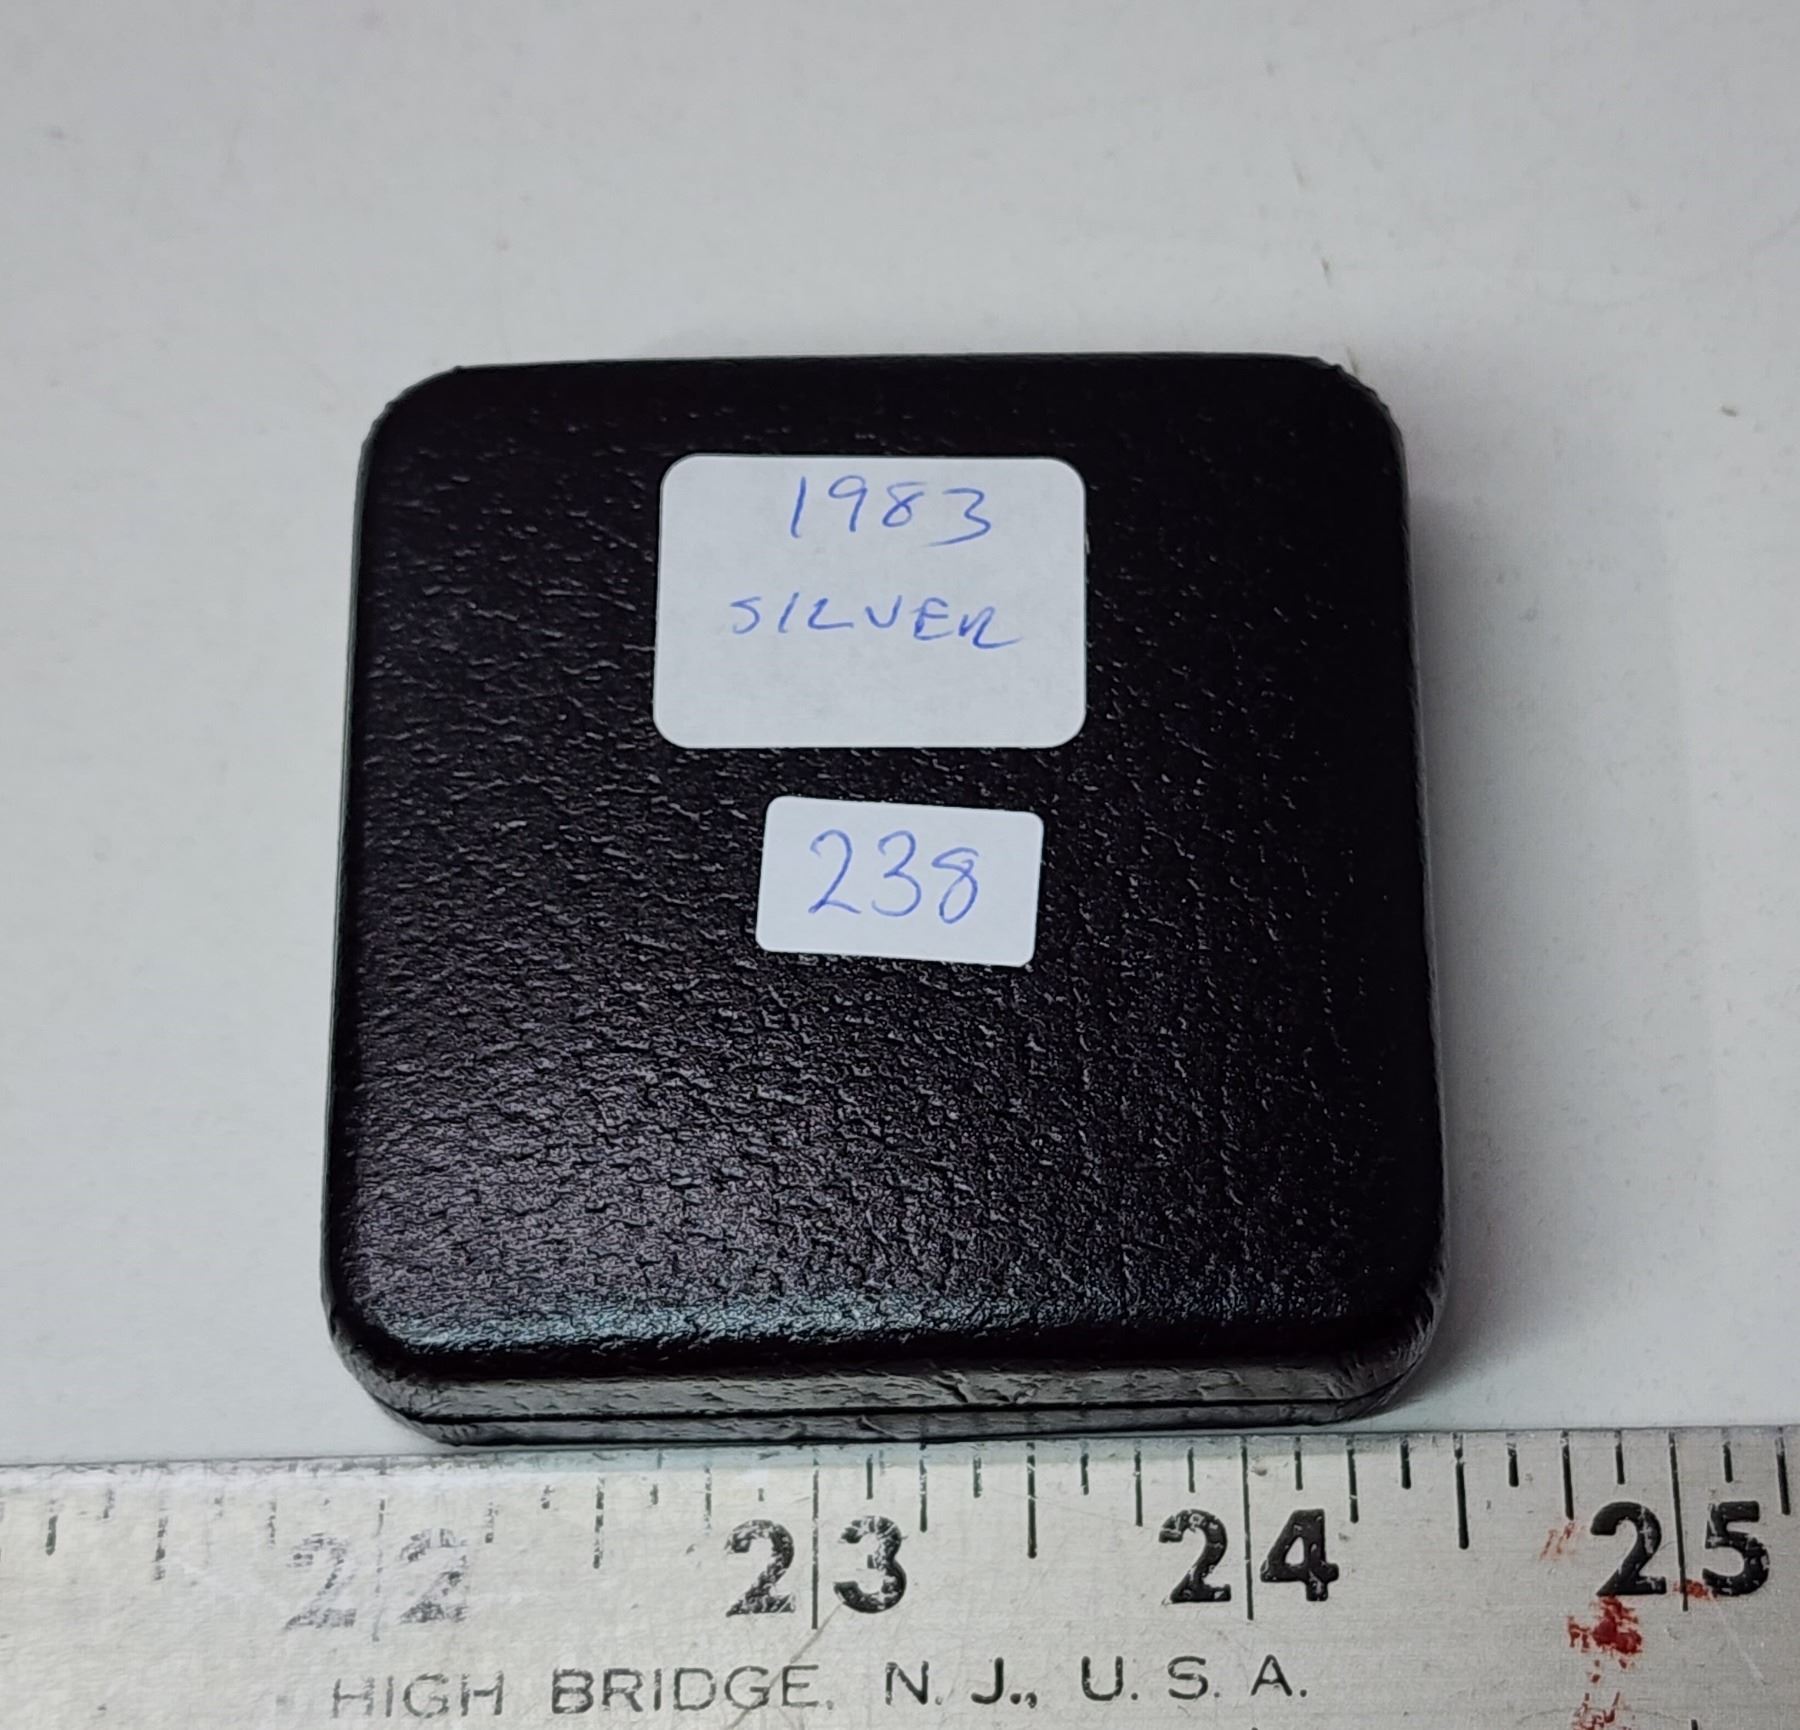 1983
SILVER
238
22 23 24 25
HIGH BRIDGE, N. J., U. S. A.